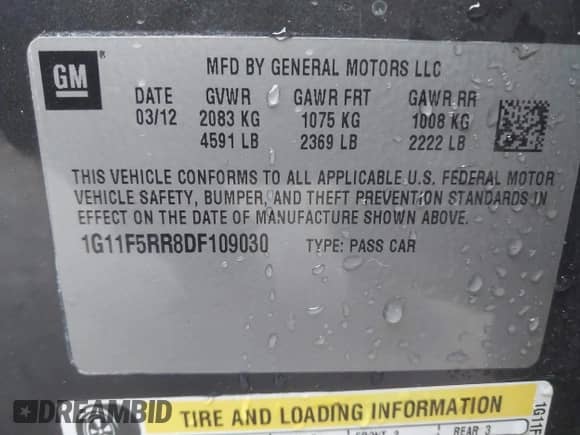 GM ®
MFD BY GENERAL MOTORS LLC
DATE GVWR GAWR FRT GAWR RR
03/12 2083 KG 1075 KG 1008 KG
4591 LB 2369 LB 2222 LB
THIS VEHICLE CONFORMS TO ALL APPLICABLE U.S. FEDERAL MOTOR
VEHICLE SAFETY, BUMPER, AND THEFT PREVENTION STANDARDS IN
EFFECT ON THE DATE OF MANUFACTURE SHOWN ABOVE.
1G11F5RR8DF109030 TYPE: PASS CAR
TIRE AND LOADING INFORMATION
REAR 3
DREAMBID